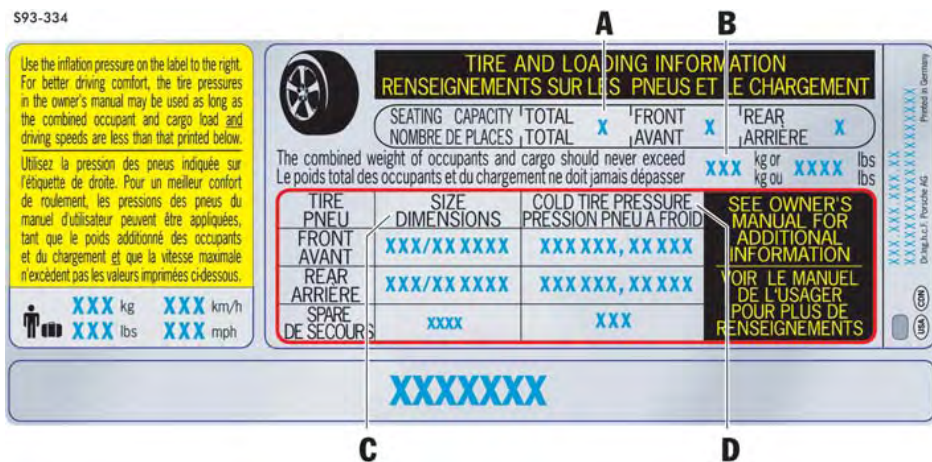 S93-334
A
B
Use the inflation pressure on the label to the right.
For better driving comfort, the tire pressures
in the owner's manual may be used as long as
the combined occupant and cargo load and
driving speeds are less than that printed below.
Utilisez la pression des pneus indiquée sur
l'étiquette de droite. Pour un meilleur confort
de roulement, les pressions des pneus du
manuel d'utilisateur peuvent être appliquées,
tant que le poids additionné des occupants
et du chargement et que la vitesse maximale
n'excèdent pas les valeurs imprimées ci-dessous.
XXX kg XXX km/h
XXX lbs XXX mph
TIRE AND LOADING INFORMATION
RENSEIGNEMENTS SUR LES PNEUS ET LE CHARGEMENT
SEATING CAPACITY TOTAL X FRONT X REAR X
NOMBRE DE PLACES TOTAL AVANT ARRIÈRE
The combined weight of occupants and cargo should never exceed XXX kg or XXXX lbs
Le poids total des occupants et du chargement ne doit jamais dépasser kg ou lbs
TIRE SIZE COLD TIRE PRESSURE
PNEU DIMENSIONS PRESSION PNEU A FROID
FRONT XXX/XX XXXX XXX XXX, XX XXX
AVANT
REAR XXX/XX XXXX XXX XXX, XX XXX
ARRIÈRE
SPARE XXXX XXX
DE SECOURS
SEE OWNER'S
MANUAL FOR
ADDITIONAL
INFORMATION
VOIR LE MANUEL
DE L'USAGER
POUR PLUS DE
RENSEIGNEMENTS
Dr.Ing.h.c.F. Porsche AG Printed in Germany
USA CDN
XXXXXXX
C
D